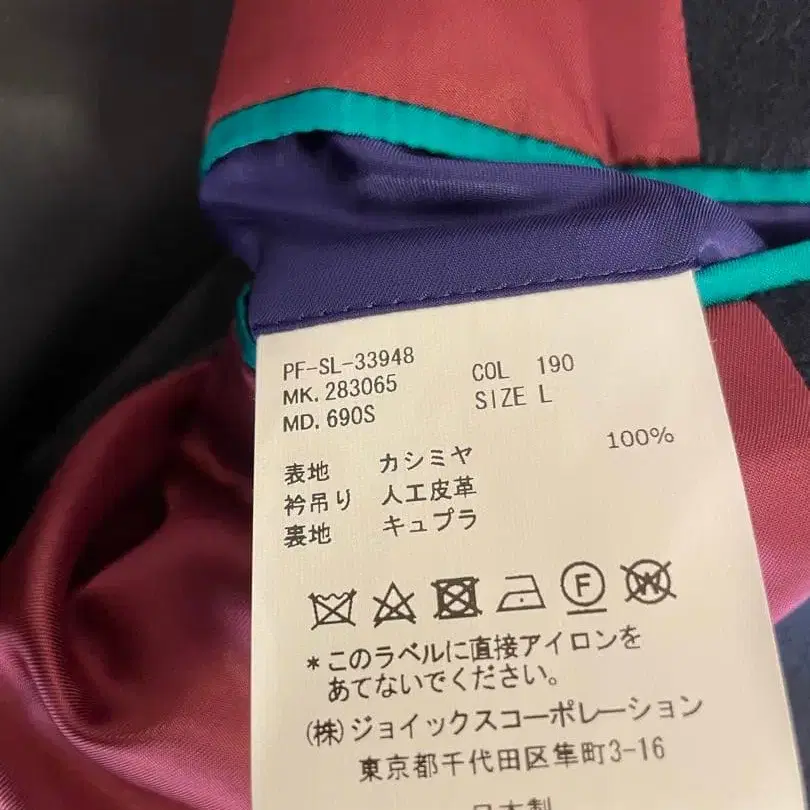 PF-SL-33948
MK. 283065
MD. 690S
COL 190
SIZE L
表地 カシミヤ 100%
衿吊り 人工皮革
裏地 キュプラ
F
W
*このラベルに直接アイロンを
あてないでください。
(株)ジョイックスコーポレーション
東京都千代田区隼町3-16
日本製